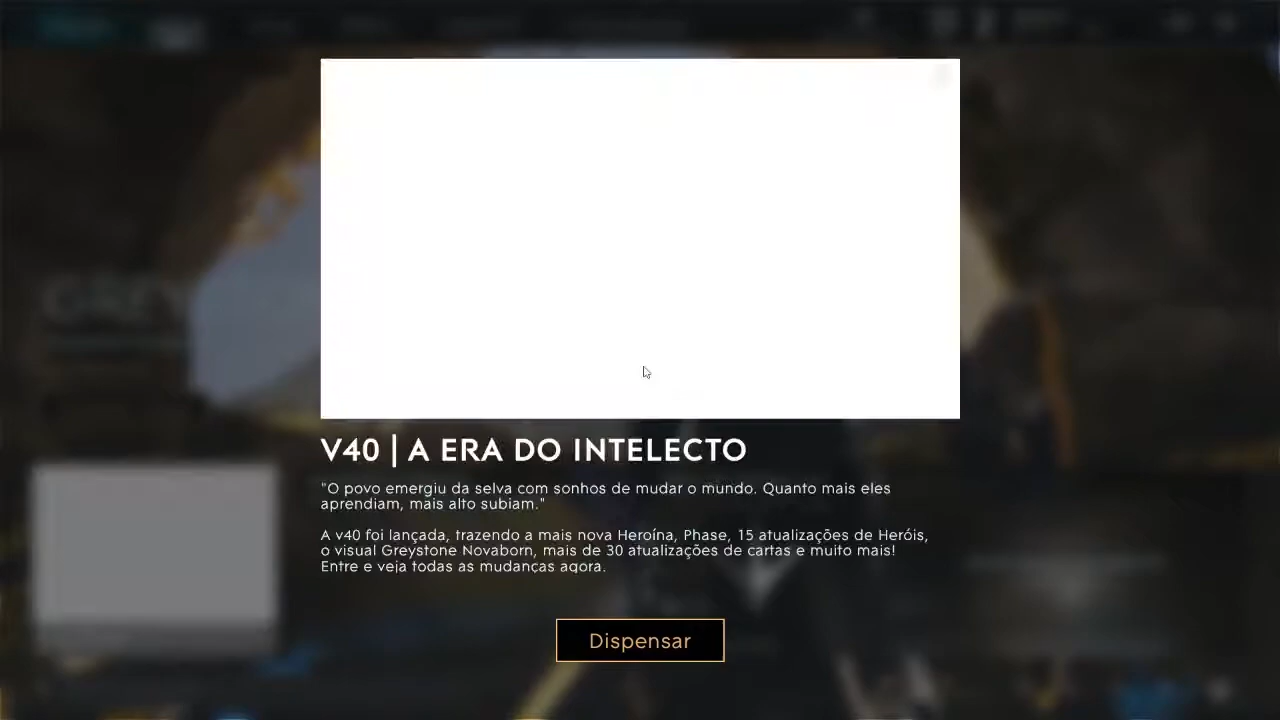 V40 | A ERA DO INTELECTO
"O povo emergiu da selva com sonhos de mudar o mundo. Quanto mais eles
aprendiam, mais alto subiam."
A v40 foi lançada, trazendo a mais nova Heroína, Phase, 15 atualizações de Heróis,
o visual Greystone Novaborn, mais de 30 atualizações de cartas e muito mais!
Entre e veja todas as mudanças agora.
Dispensar